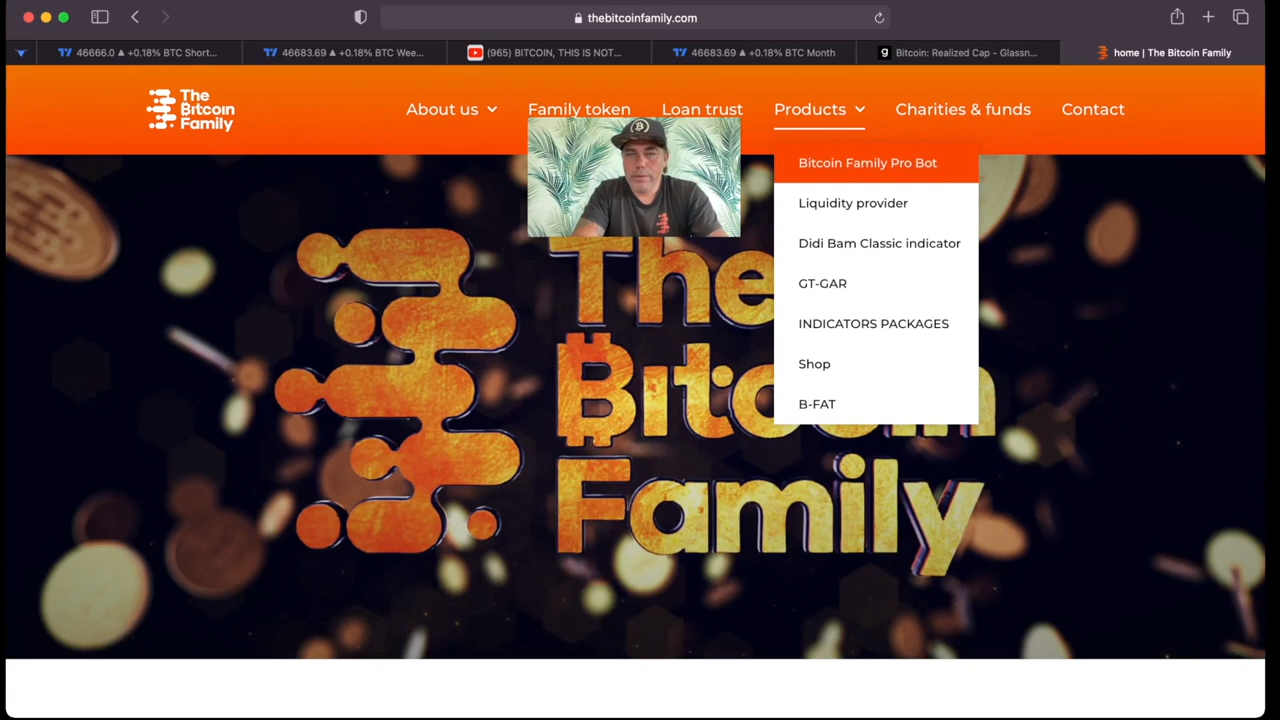 thebitcoinfamily.com
46666.0 ▲ +0.18% BTC Short...
46683.69 ▲ +0.18% BTC Wee...
(965) BITCOIN, THIS IS NOT...
46683.69 ▲ +0.18% BTC Month
g Bitcoin: Realized Cap - Glassn...
home | The Bitcoin Family
The
Bitcoin
Family
About us
Family token
Loan trust
Products
Charities & funds
Contact
Bitcoin Family Pro Bot
Liquidity provider
Didi Bam Classic indicator
GT-GAR
INDICATORS PACKAGES
Shop
B-FAT
The
Bitcoin
Family